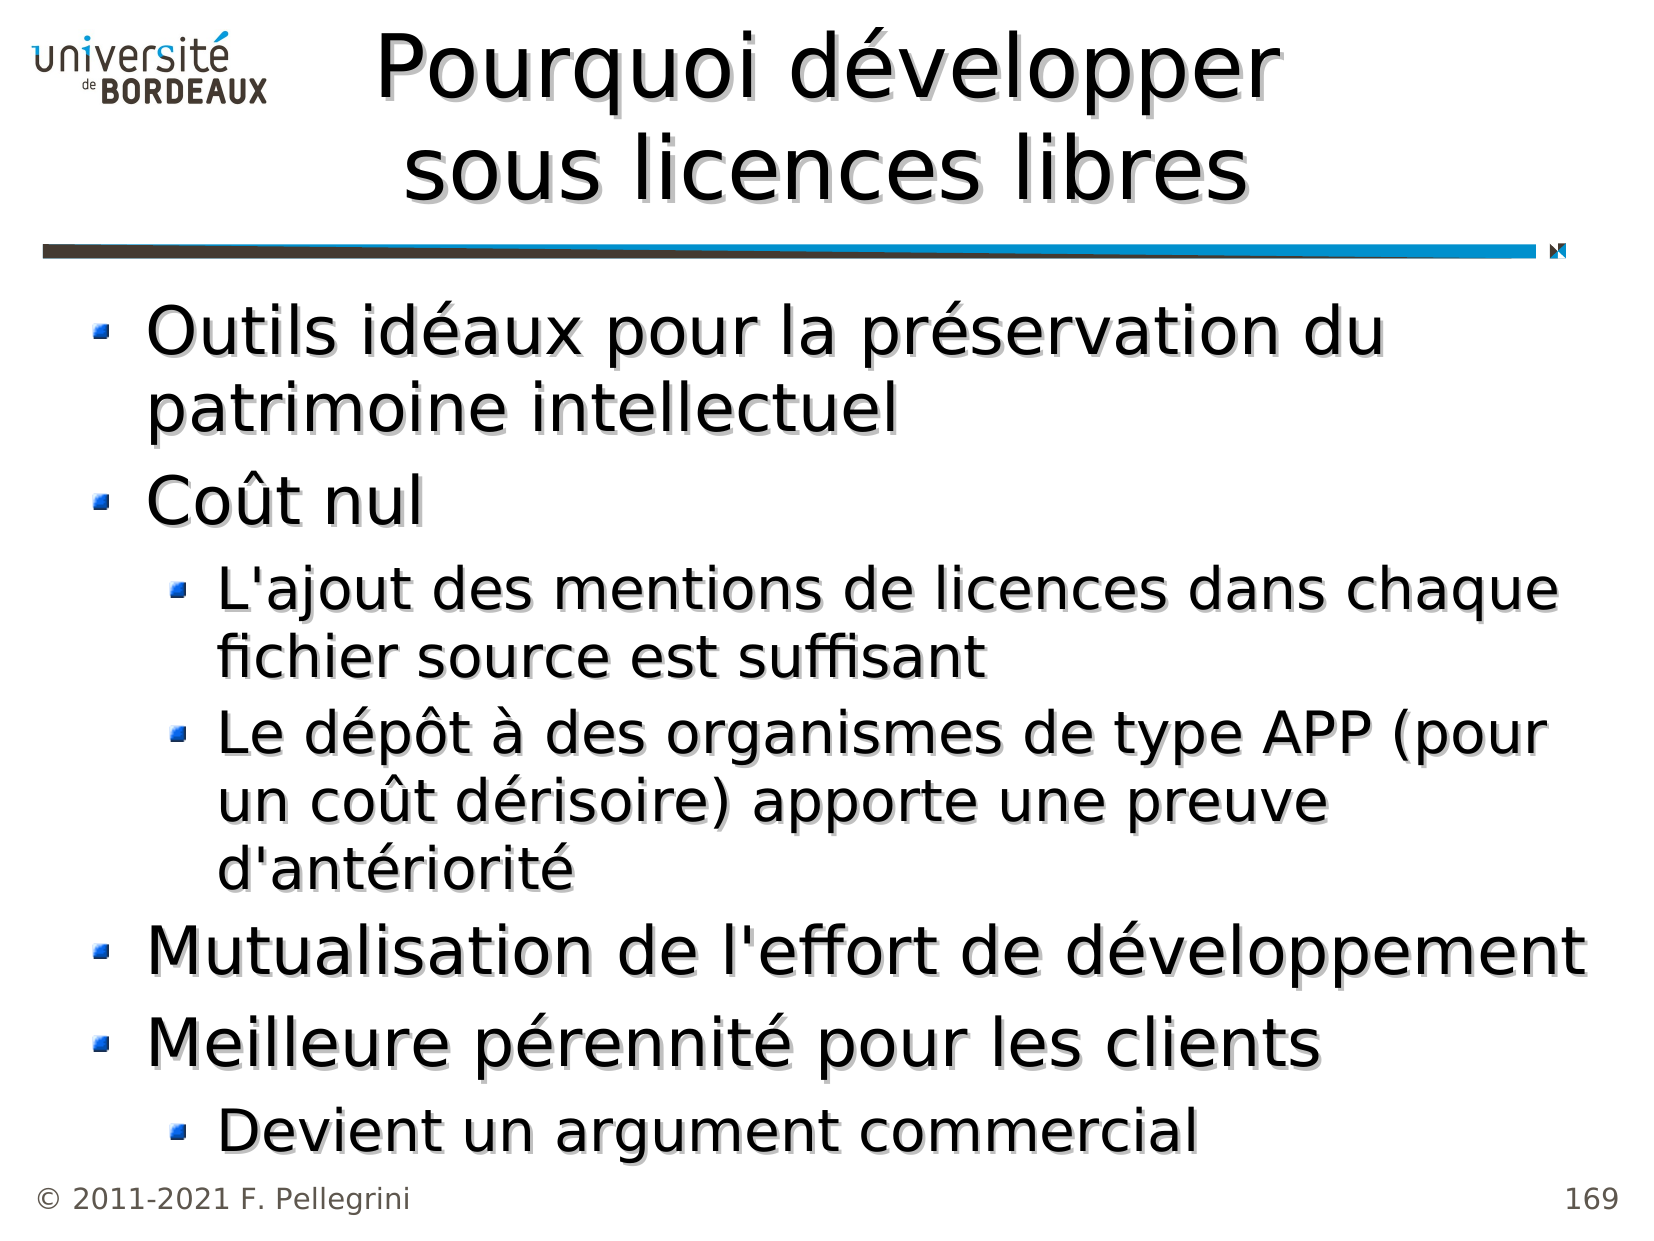 université
de BORDEAUX
Pourquoi développer
sous licences libres
Outils idéaux pour la préservation du
patrimoine intellectuel
Coût nul
L'ajout des mentions de licences dans chaque
fichier source est suffisant
Le dépôt à des organismes de type APP (pour
un coût dérisoire) apporte une preuve
d'antériorité
Mutualisation de l'effort de développement
Meilleure pérennité pour les clients
Devient un argument commercial
© 2011-2021 F. Pellegrini
169